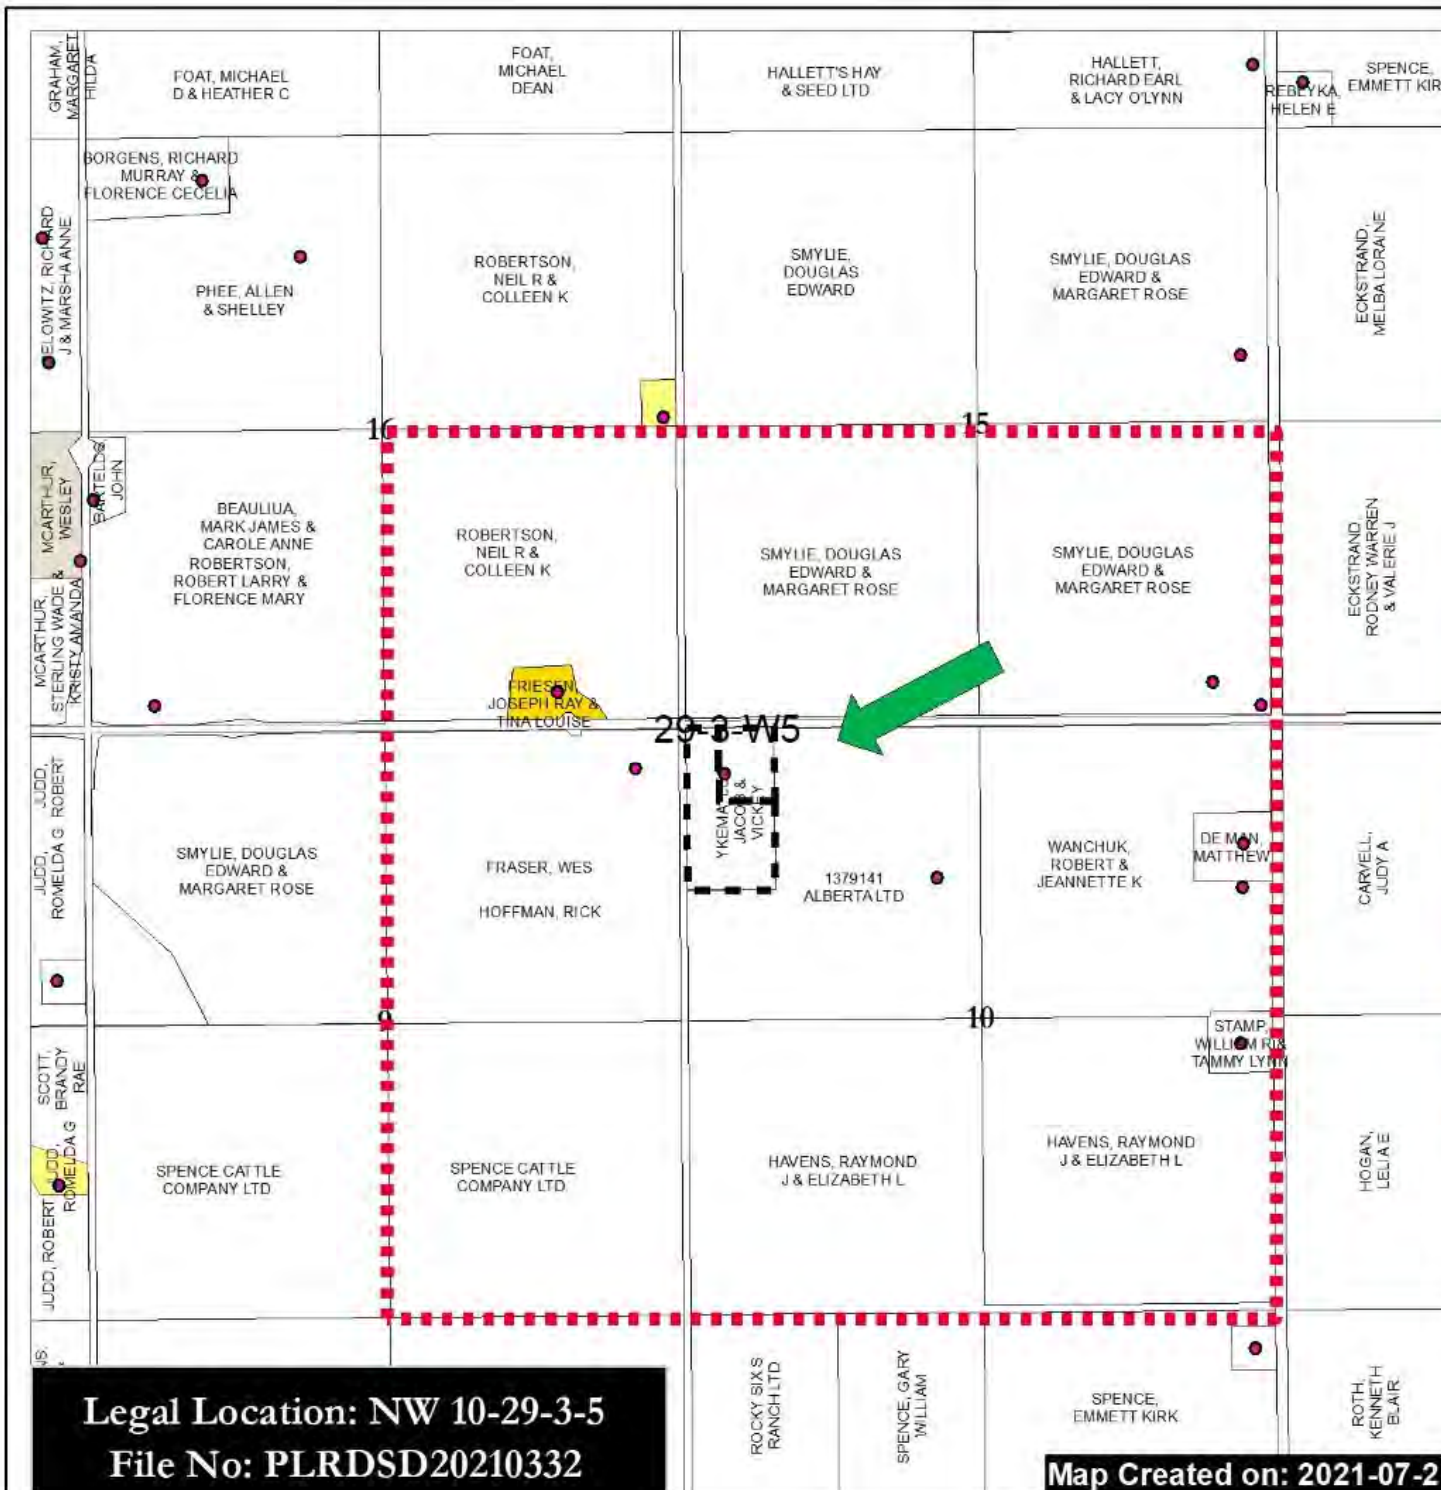 GRAHAM,
MARGARET
HILDA
FOAT, MICHAEL
D & HEATHER C
FOAT,
MICHAEL
DEAN
HALLETT'S HAY
& SEED LTD
HALLETT,
RICHARD EARL
& LACY O'LYNN
REBEYKA,
HELEN E
SPENCE,
EMMETT KIR
BORGENS, RICHARD
MURRAY &
FLORENCE CECELIA
ELOWITZ, RICHARD
J & MARSHA ANNE
PHEE, ALLEN
& SHELLEY
ROBERTSON,
NEIL R &
COLLEEN K
SMYLIE,
DOUGLAS
EDWARD
SMYLIE, DOUGLAS
EDWARD &
MARGARET ROSE
ECKSTRAND,
MELBA LORAINE
16
15
MCARTHUR,
WESLEY
BARTELDS
JOHN
BEAULIUA,
MARK JAMES &
CAROLE ANNE
ROBERTSON,
ROBERT LARRY &
FLORENCE MARY
ROBERTSON,
NEIL R &
COLLEEN K
SMYLIE, DOUGLAS
EDWARD &
MARGARET ROSE
SMYLIE, DOUGLAS
EDWARD &
MARGARET ROSE
ECKSTRAND,
RODNEY WARREN
& VALERIE J
MCARTHUR,
STERLING WADE &
KRISTY AMANDA
FRIESEN,
JOSEPH RAY &
TINA LOUISE
29-3-W5
JUDD,
ROBERT
JUDD,
ROMELDA G
SMYLIE, DOUGLAS
EDWARD &
MARGARET ROSE
FRASER, WES
HOFFMAN, RICK
YKEMA
JACOB &
VICKEY
1379141
ALBERTA LTD
WANCHUK,
ROBERT &
JEANNETTE K
DE MAN,
MATTHEW
CARVELL,
JUDY A
9
10
SCOTT,
BRANDY
RAE
STAMP,
WILLIAM R &
TAMMY LYNN
JUDD,
ROMELDA G
SPENCE CATTLE
COMPANY LTD
SPENCE CATTLE
COMPANY LTD
HAVENS, RAYMOND
J & ELIZABETH L
HAVENS, RAYMOND
J & ELIZABETH L
HOGAN,
LELIA E
JUDD, ROBERT
ROCKY SIX S
RANCH LTD
SPENCE, GARY
WILLIAM
SPENCE,
EMMETT KIRK
ROTH,
KENNETH
BLAIR
Legal Location: NW 10-29-3-5
File No: PLRDSD20210332
Map Created on: 2021-07-2